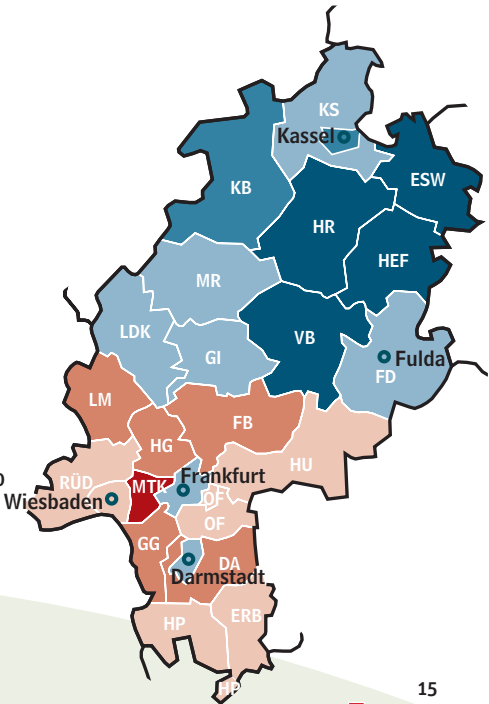 KS
Kassel
ESW
KB
HR
HEF
MR
LDK
VB
GI
Fulda
FD
LM
FB
HG
HU
RÜD
MTK
Frankfurt
Wiesbaden
OF
OF
GG
DA
Darmstadt
HP
ERB
HP
15